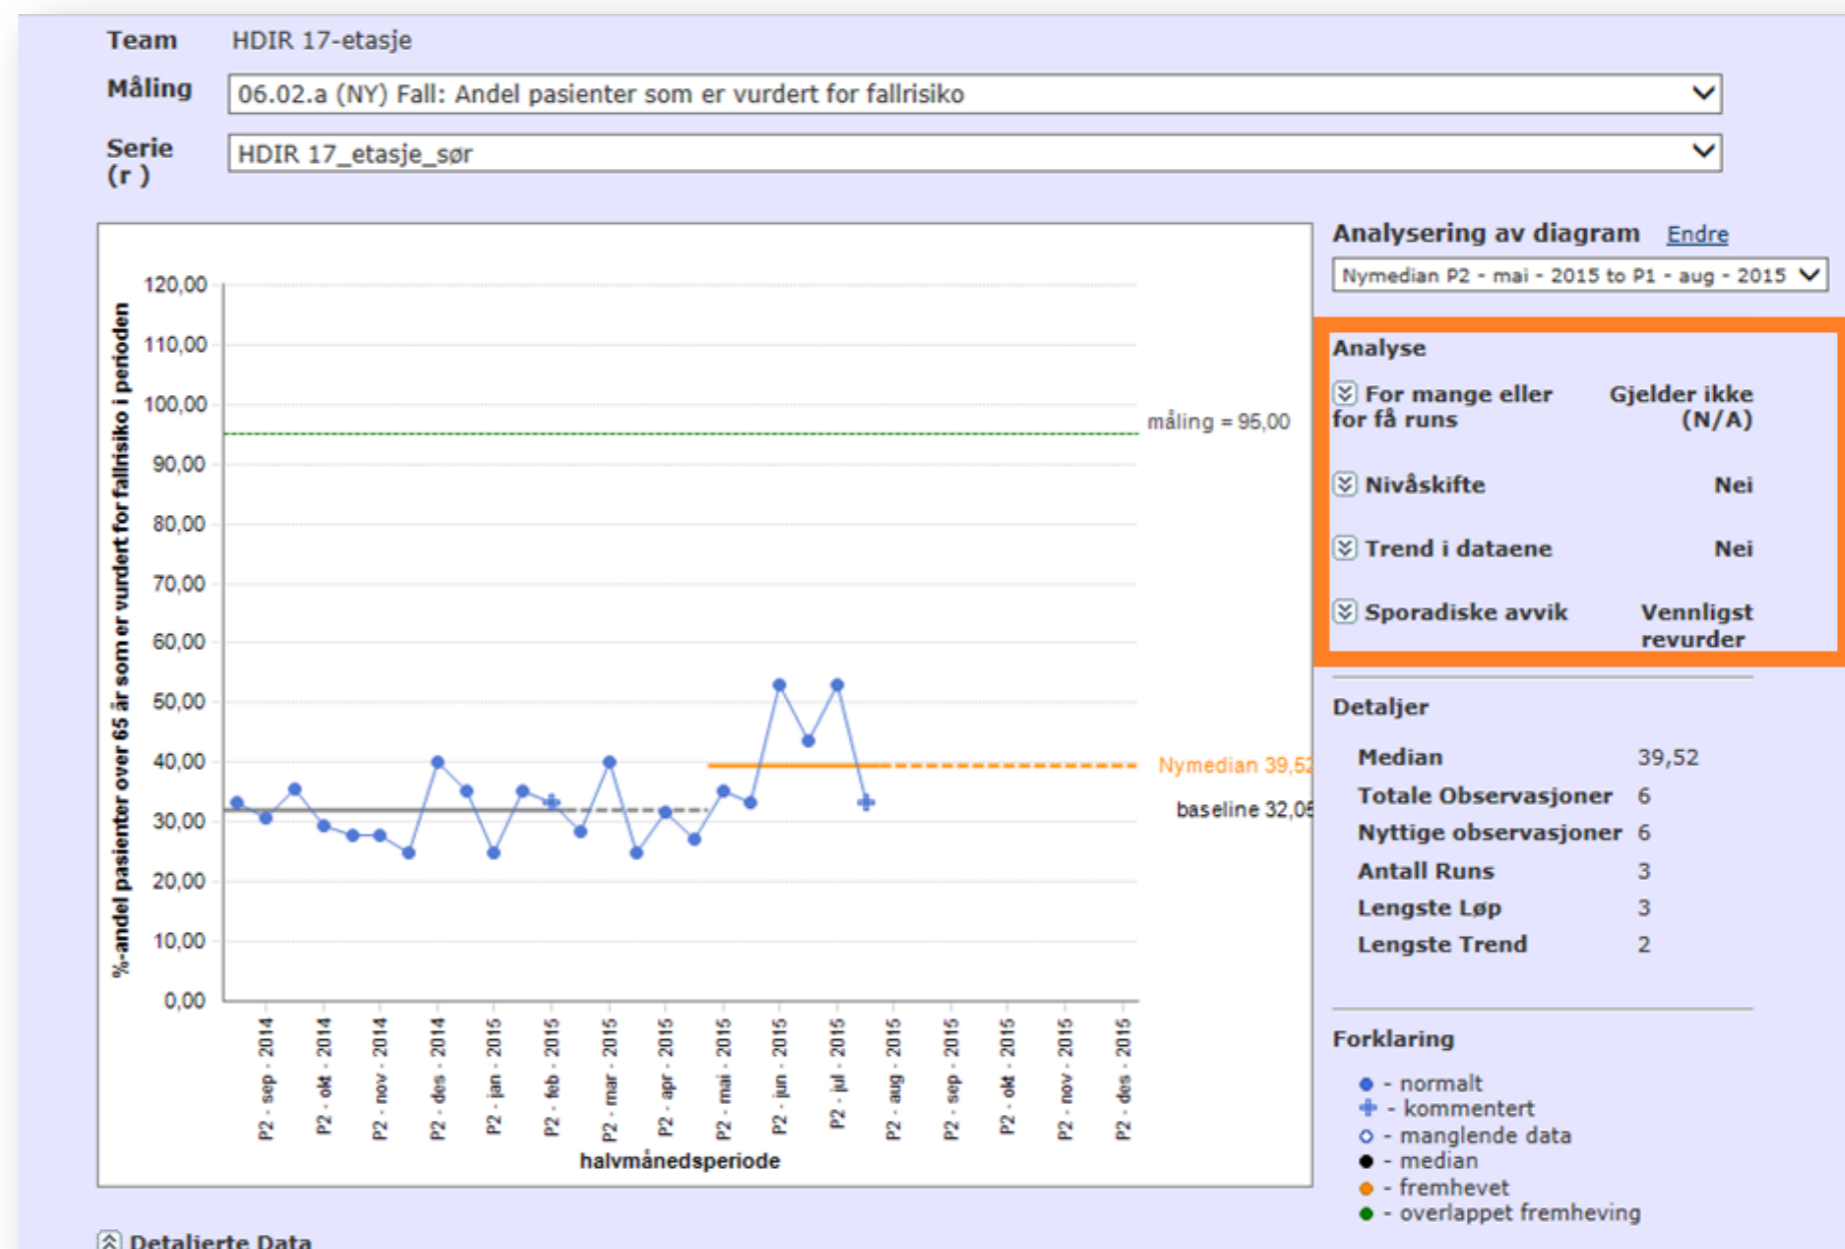 Team HDIR 17-etasje
Måling 06.02.a (NY) Fall: Andel pasienter som er vurdert for fallrisiko
Serie HDIR 17_etasje_sør
(r )
%-andel pasienter over 65 år som er vurdert for fallrisiko i perioden
120,00
110,00
100,00
90,00
80,00
70,00
60,00
50,00
40,00
30,00
20,00
10,00
0,00
måling = 95,00
Nymedian 39,52
baseline 32,05
P2 - sep - 2014
P2 - okt - 2014
P2 - nov - 2014
P2 - des - 2014
P2 - jan - 2015
P2 - feb - 2015
P2 - mar - 2015
P2 - apr - 2015
P2 - mai - 2015
P2 - jun - 2015
P2 - jul - 2015
P2 - aug - 2015
P2 - sep - 2015
P2 - okt - 2015
P2 - nov - 2015
P2 - des - 2015
halvmånedsperiode
Analysering av diagram Endre
Nymedian P2 - mai - 2015 to P1 - aug - 2015
Analyse
For mange eller Gjelder ikke
for få runs (N/A)
Nivåskifte Nei
Trend i dataene Nei
Sporadiske avvik Vennligst
revurder
Detaljer
Median 39,52
Totale Observasjoner 6
Nyttige observasjoner 6
Antall Runs 3
Lengste Løp 3
Lengste Trend 2
Forklaring
- normalt
- kommentert
- manglende data
- median
- fremhevet
- overlappet fremheving
Detaljerte Data